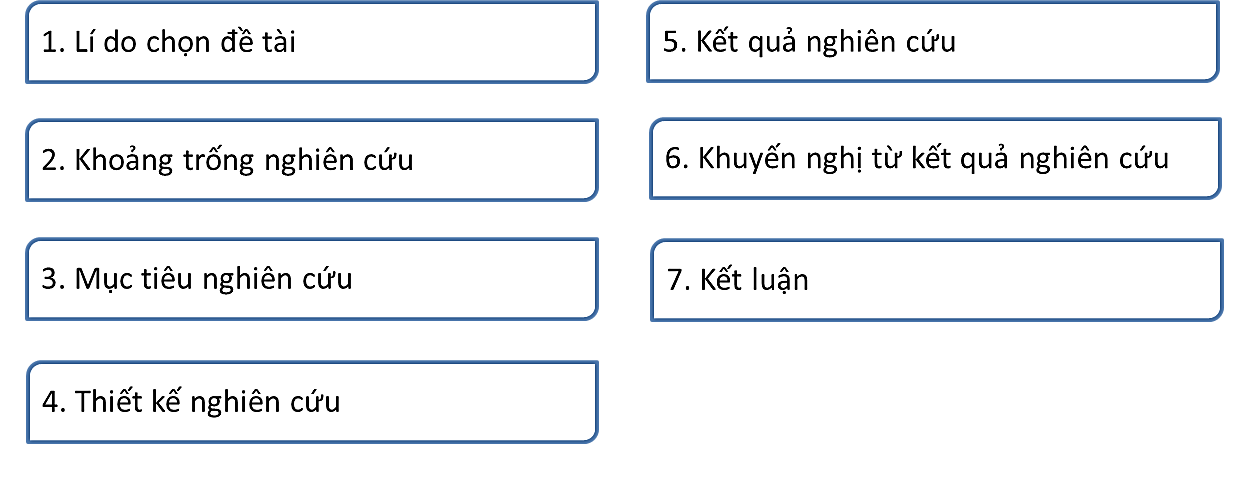 1. Lí do chọn đề tài
2. Khoảng trống nghiên cứu
3. Mục tiêu nghiên cứu
4. Thiết kế nghiên cứu
5. Kết quả nghiên cứu
6. Khuyến nghị từ kết quả nghiên cứu
7. Kết luận